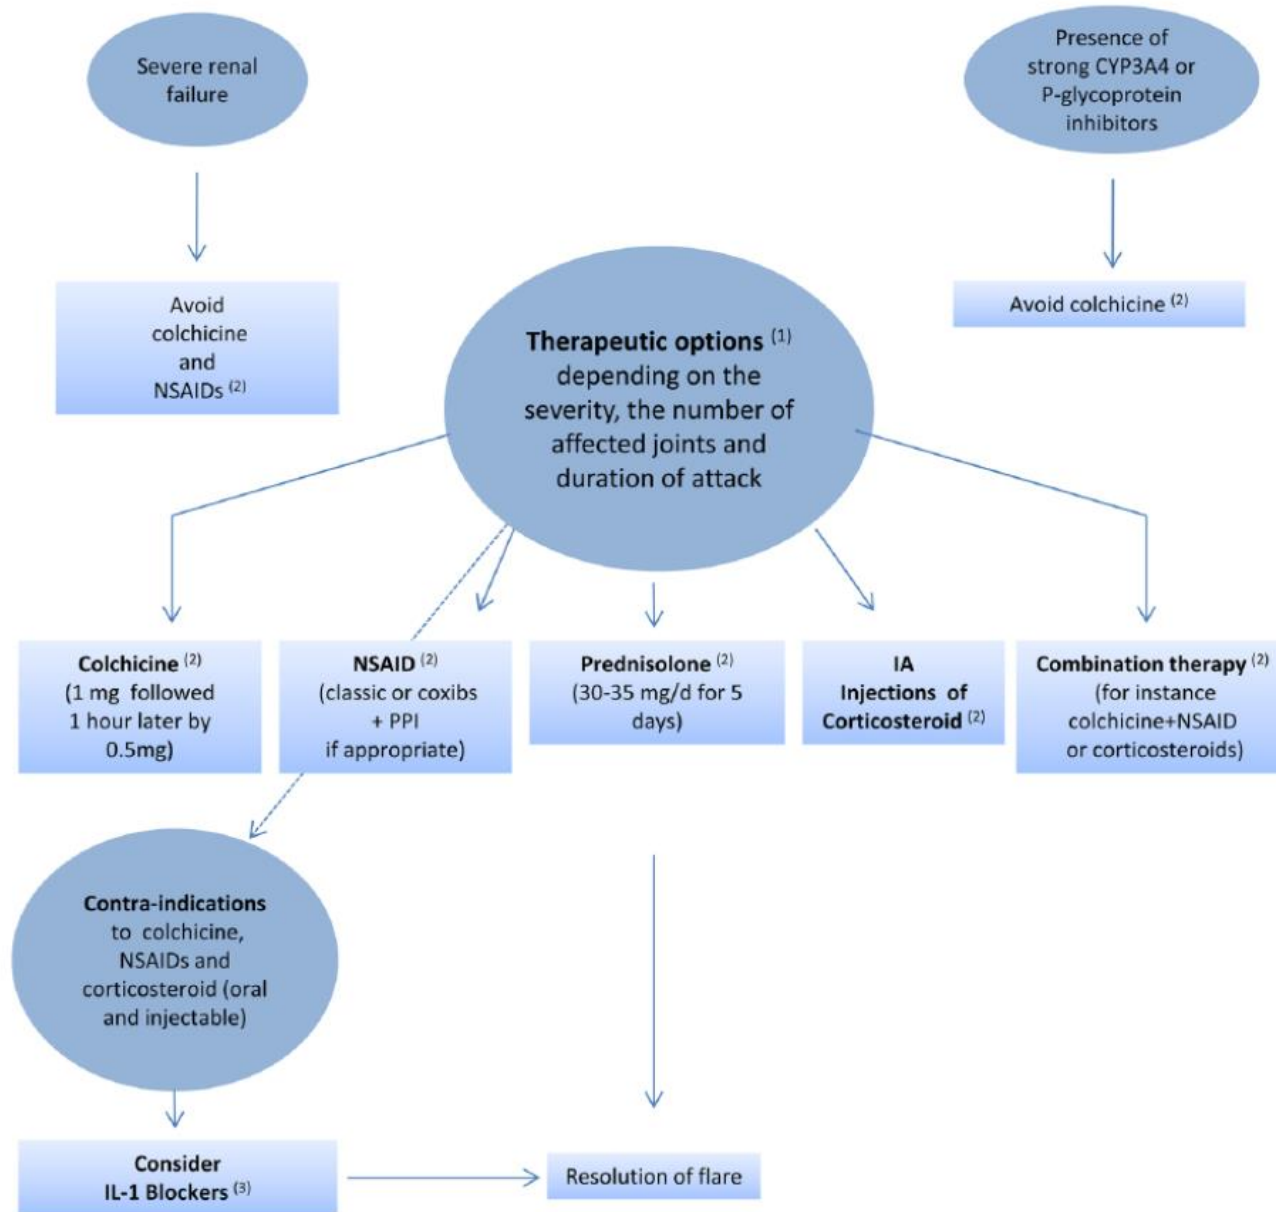 Severe renal
failure
Presence of
strong CYP3A4 or
P-glycoprotein
inhibitors
Avoid
colchicine
and
NSAIDs (2)
Avoid colchicine (2)
Therapeutic options (1)
depending on the
severity, the number of
affected joints and
duration of attack
Colchicine (2)
(1 mg followed
1 hour later by
0.5mg)
NSAID (2)
(classic or coxibs
+ PPI
if appropriate)
Prednisolone (2)
(30-35 mg/d for 5
days)
IA
Injections of
Corticosteroid (2)
Combination therapy (2)
(for instance
colchicine+NSAID
or corticosteroids)
Contra-indications
to colchicine,
NSAIDs and
corticosteroid (oral
and injectable)
Consider
IL-1 Blockers (3)
Resolution of flare